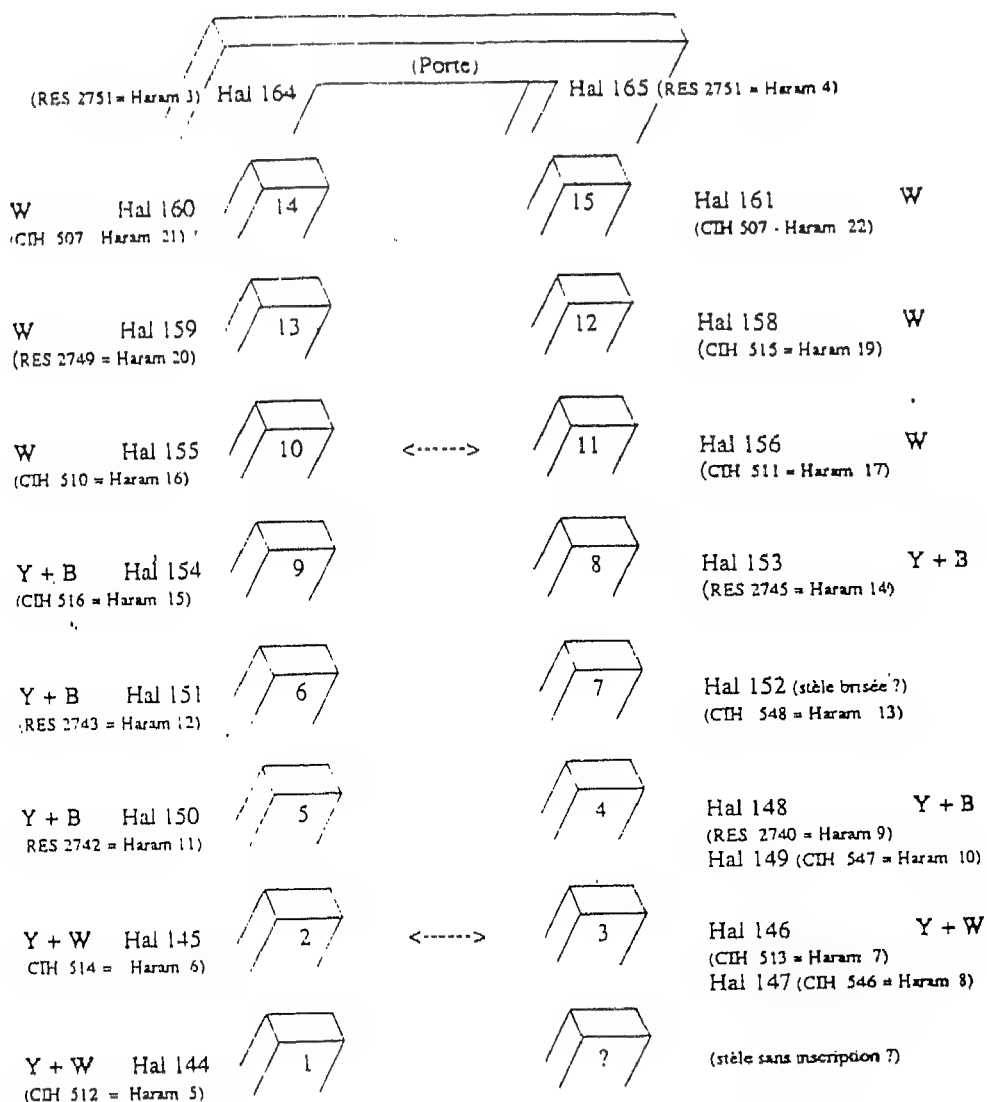 (Porte)
(RES 2751 = Haram 3) Hal 164
Hal 165 (RES 2751 = Haram 4)
W Hal 160 14 15 Hal 161 W
(CIH 507 Haram 21) (CIH 507 - Haram 22)
W Hal 159 13 12 Hal 158 W
(RES 2749 = Haram 20) (CIH 515 = Haram 19)
W Hal 155 10 <------> 11 Hal 156 W
(CIH 510 = Haram 16) (CIH 511 = Haram 17)
Y + B Hal 154 9 8 Hal 153 Y + B
(CIH 516 = Haram 15) (RES 2745 = Haram 14)
Y + B Hal 151 6 7 Hal 152 (stèle brisée ?)
(RES 2743 = Haram 12) (CIH 548 = Haram 13)
Y + B Hal 150 5 4 Hal 148 Y + B
RES 2742 = Haram 11) (RES 2740 = Haram 9)
Hal 149 (CIH 547 = Haram 10)
Y + W Hal 145 2 <------> 3 Hal 146 Y + W
CIH 514 = Haram 6) (CIH 513 = Haram 7)
Hal 147 (CIH 546 = Haram 8)
Y + W Hal 144 1 ? (stèle sans inscription ?)
(CIH 512 = Haram 5)